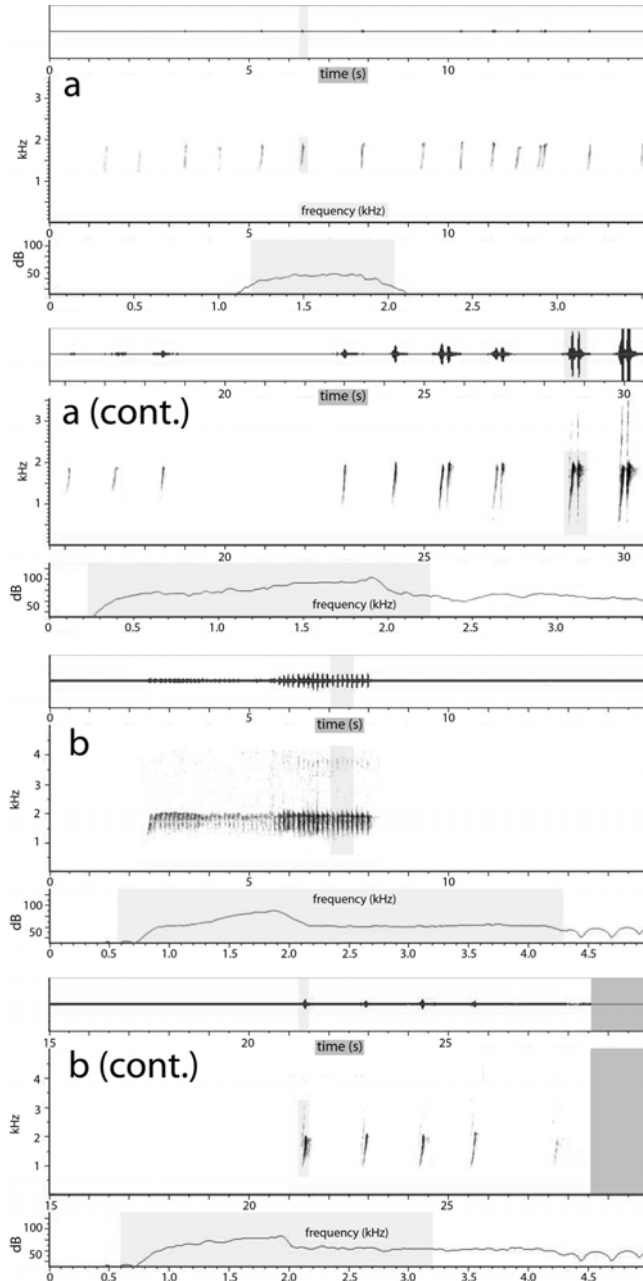 0 5 10
time (s)
a
kHz
3
2
1
0 5 10
frequency (kHz)
dB
100
50
0 0.5 1.0 1.5 2.0 2.5 3.0
20 25 30
time (s)
a (cont.)
kHz
3
2
1
20 25 30
dB
100
50
frequency (kHz)
0 0.5 1.0 1.5 2.0 2.5 3.0 3.5
0 5 10
time (s)
b
kHz
4
3
2
1
0 5 10
frequency (kHz)
dB
100
50
0 0.5 1.0 1.5 2.0 2.5 3.0 3.5 4.0 4.5
15 20 25
time (s)
b (cont.)
kHz
4
3
2
1
15 20 25
frequency (kHz)
dB
100
50
0.5 1.0 1.5 2.0 2.5 3.0 3.5 4.0 4.5